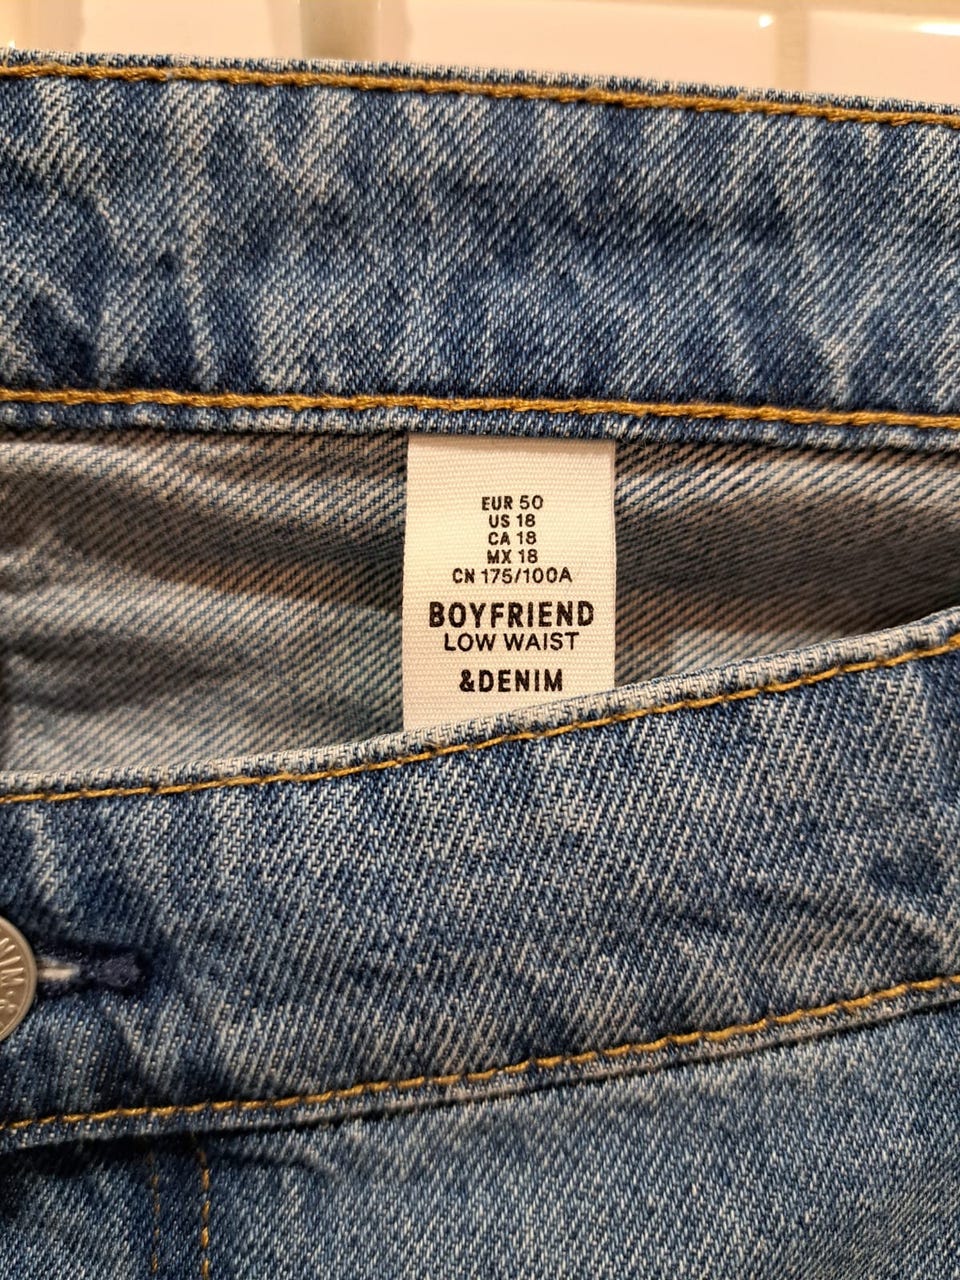 EUR 50
US 18
CA 18
MX 18
CN 175/100A
BOYFRIEND
LOW WAIST
&DENIM